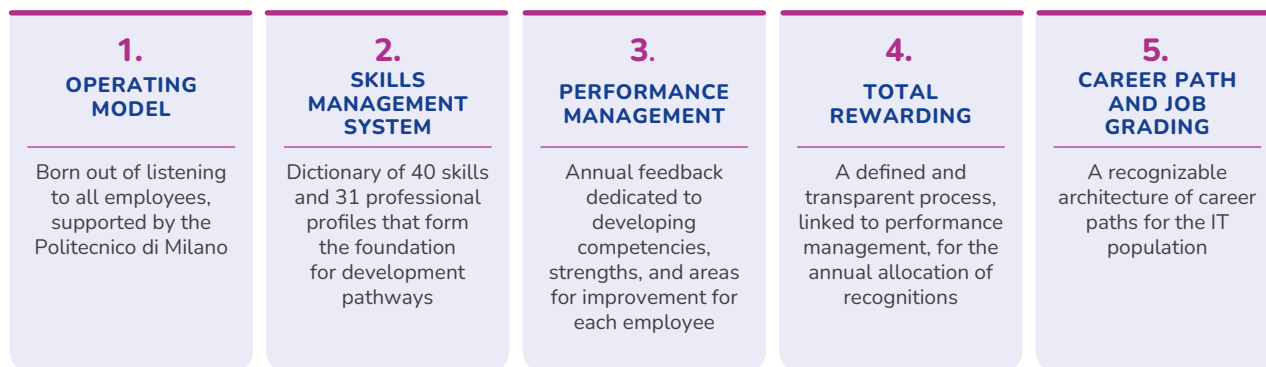 1.
OPERATING
MODEL
Born out of listening
to all employees,
supported by the
Politecnico di Milano
2.
SKILLS
MANAGEMENT
SYSTEM
Dictionary of 40 skills
and 31 professional
profiles that form
the foundation
for development
pathways
3.
PERFORMANCE
MANAGEMENT
Annual feedback
dedicated to
developing
competencies,
strengths, and areas
for improvement for
each employee
4.
TOTAL
REWARDING
A defined and
transparent process,
linked to performance
management, for the
annual allocation of
recognitions
5.
CAREER PATH
AND JOB
GRADING
A recognizable
architecture of career
paths for the IT
population